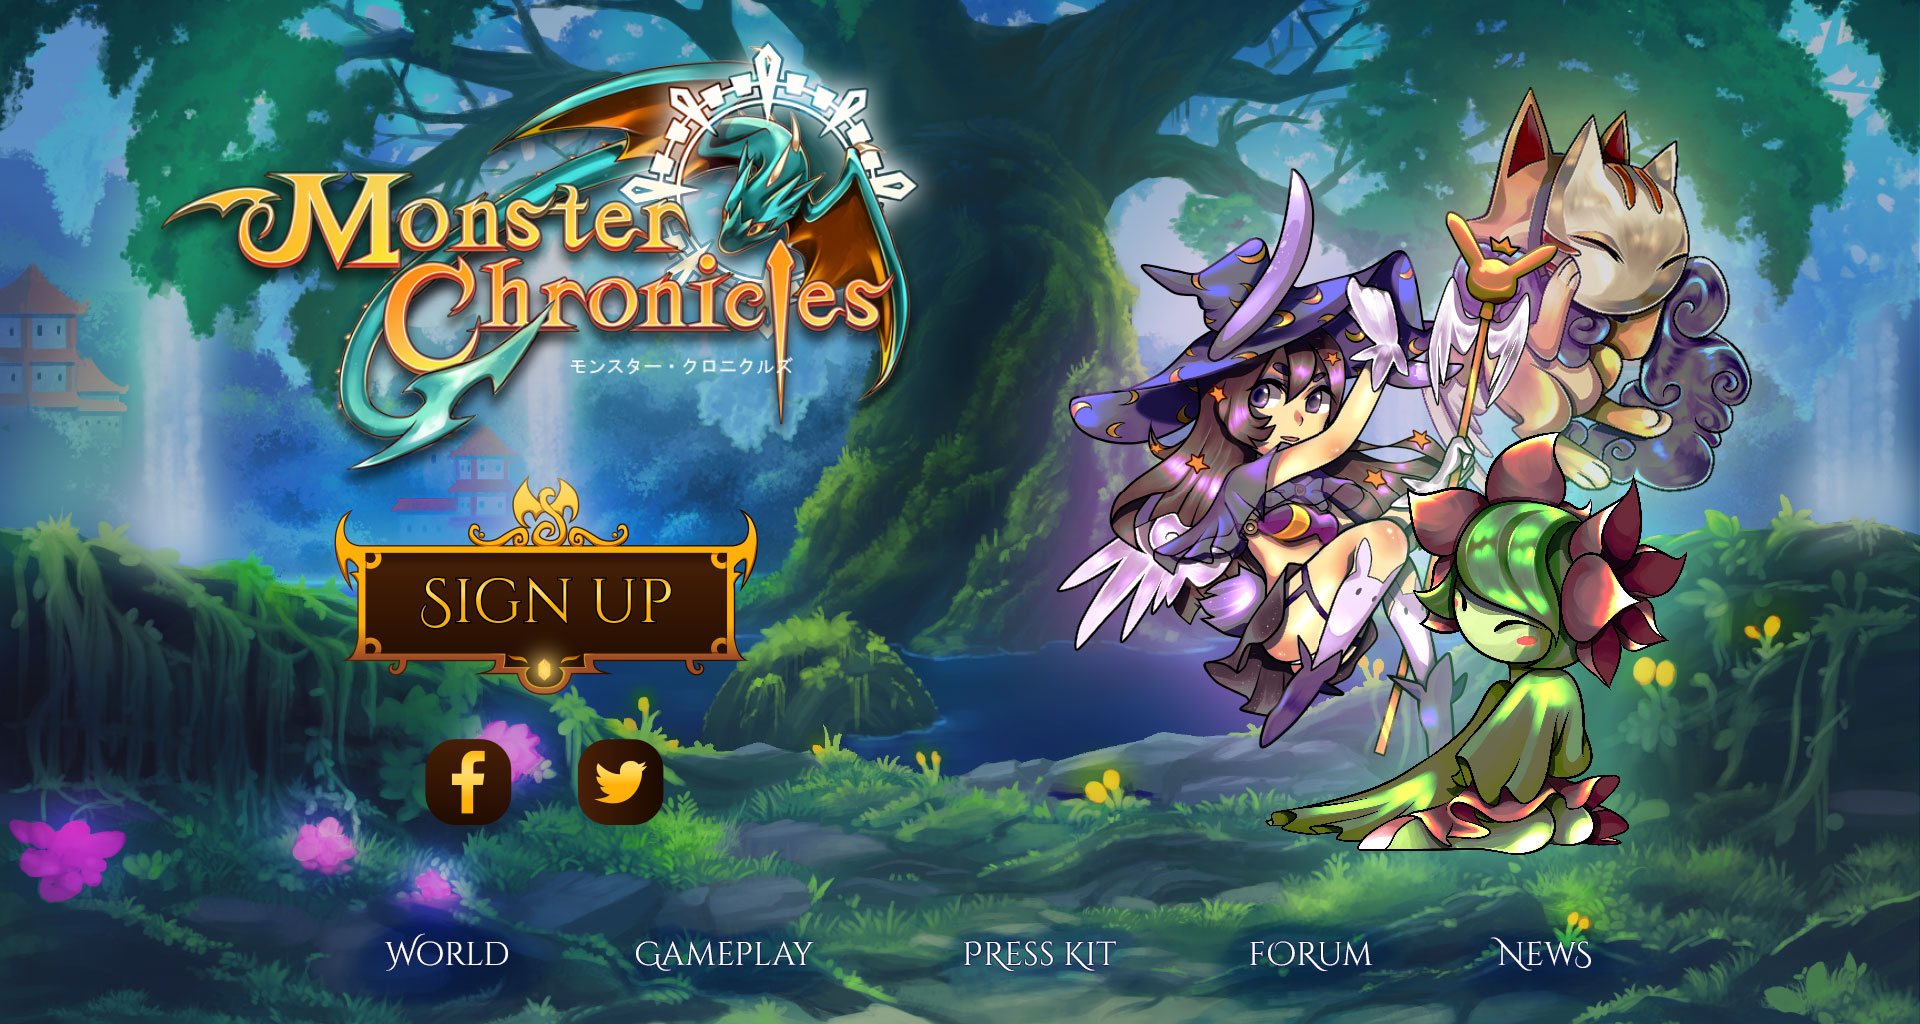 Monster
Chronicles
モンスター・クロニクルズ
SIGN UP
WORLD
GAMEPLAY
PRESS KIT
FORUM
NEWS